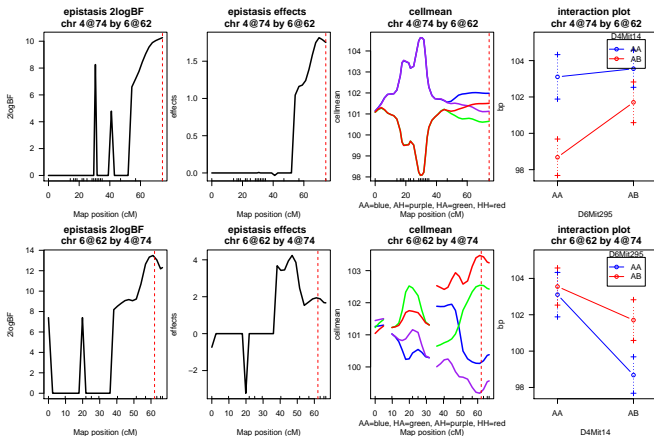 epistasis 2logBF
chr 4@74 by 6@62
2logBF
0 2 4 6 8 10
0 20 40 60
Map position (cM)
epistasis effects
chr 4@74 by 6@62
effects
0.0 0.5 1.0 1.5
0 20 40 60
Map position (cM)
cellmean
chr 4@74 by 6@62
cellmean
98 99 100 101 102 103 104
0 20 40 60
AA=blue, AH=purple, HA=green, HH=red
Map position (cM)
interaction plot
chr 4@74 by 6@62
bp
98 100 102 104
D4Mit14
AA
AB
AA AB
D6Mit295
epistasis 2logBF
chr 6@62 by 4@74
2logBF
0 2 4 6 8 10 12 14
0 10 20 30 40 50 60
Map position (cM)
epistasis effects
chr 6@62 by 4@74
effects
-2 0 2 4
0 10 20 30 40 50 60
Map position (cM)
cellmean
chr 6@62 by 4@74
cellmean
100 101 102 103
0 10 20 30 40 50 60
AA=blue, HA=green, AH=purple, HH=red
Map position (cM)
interaction plot
chr 6@62 by 4@74
bp
98 100 102 104
D6Mit295
AA
AB
AA AB
D4Mit14